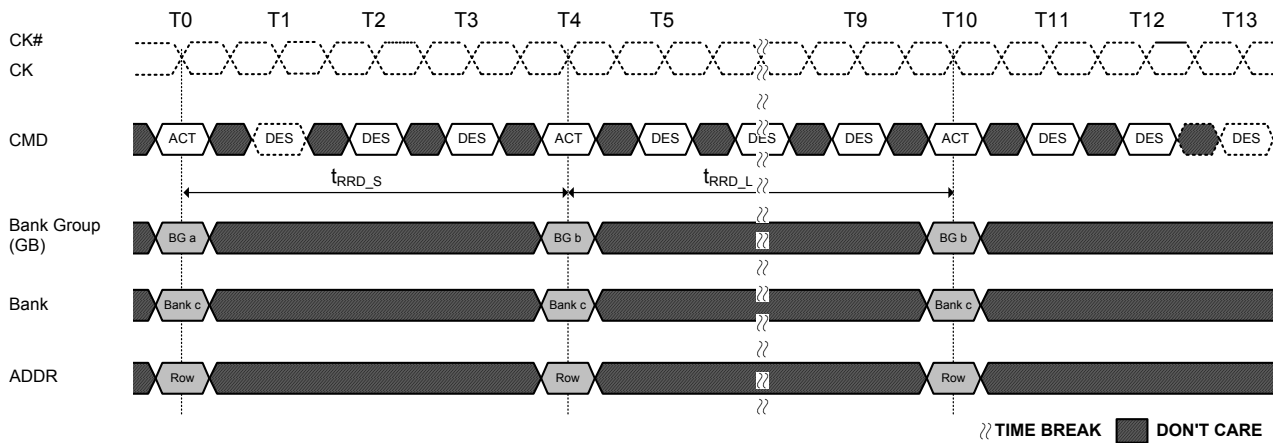 T0 T1 T2 T3 T4 T5 T9 T10 T11 T12 T13
CK#
CK
CMD ACT DES DES DES ACT DES DES DES ACT DES DES DES
tRRD_S tRRD_L
Bank Group
(GB) BG a BG b BG b
Bank Bank c Bank c Bank c
ADDR Row Row Row
TIME BREAK DON'T CARE